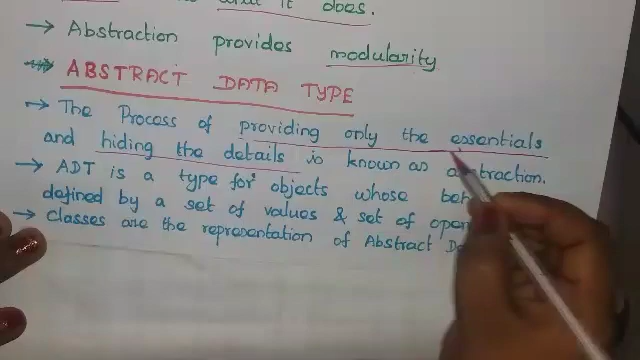 what it does.
→ Abstraction provides modularity
→ ABSTRACT DATA TYPE
→ The Process of providing only the essentials
and hiding the details is known as abstraction.
→ ADT is a type for objects whose
defined by a set of values & set of
→ Classes are the representation of Abstract